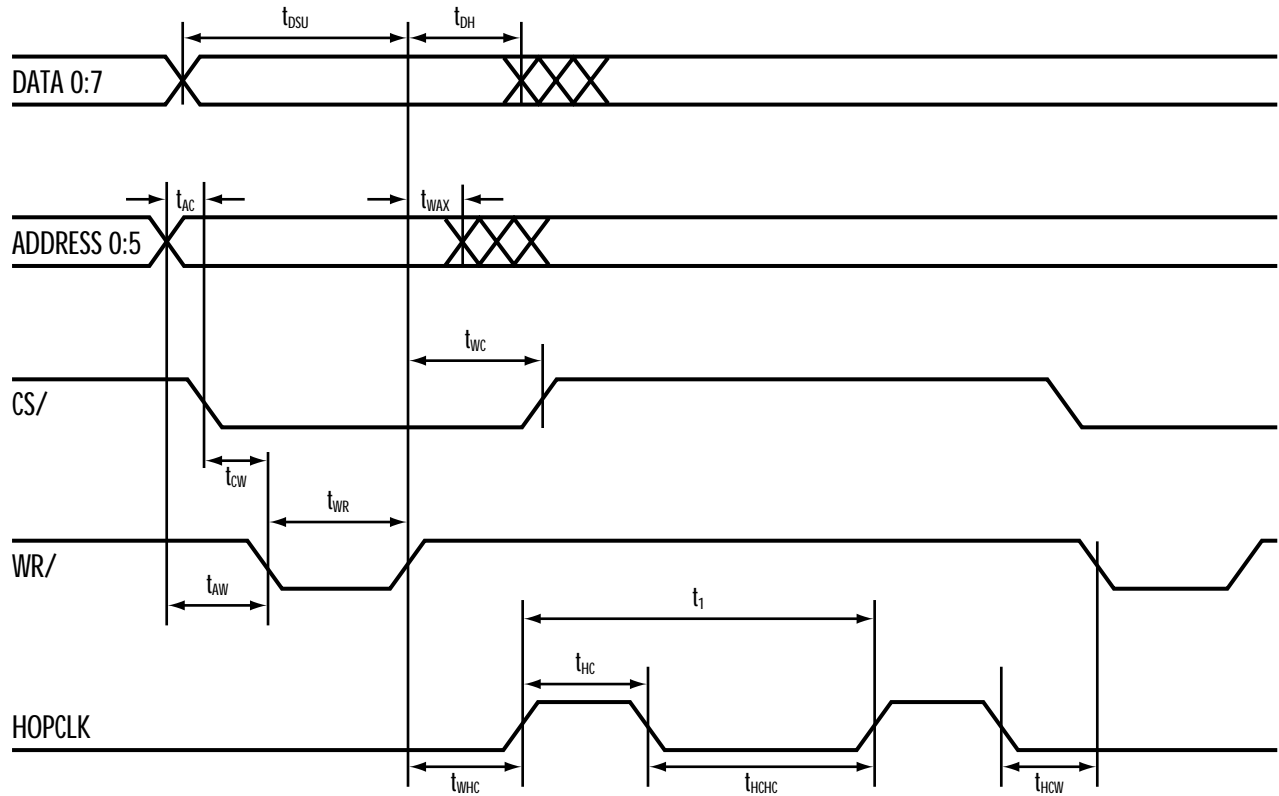 tDSU
tDH
DATA 0:7
tAC
tWAX
ADDRESS 0:5
tWC
CS/
tCW
tWR
WR/
tAW
t1
tHC
HOPCLK
tWHC
tHCHC
tHCW